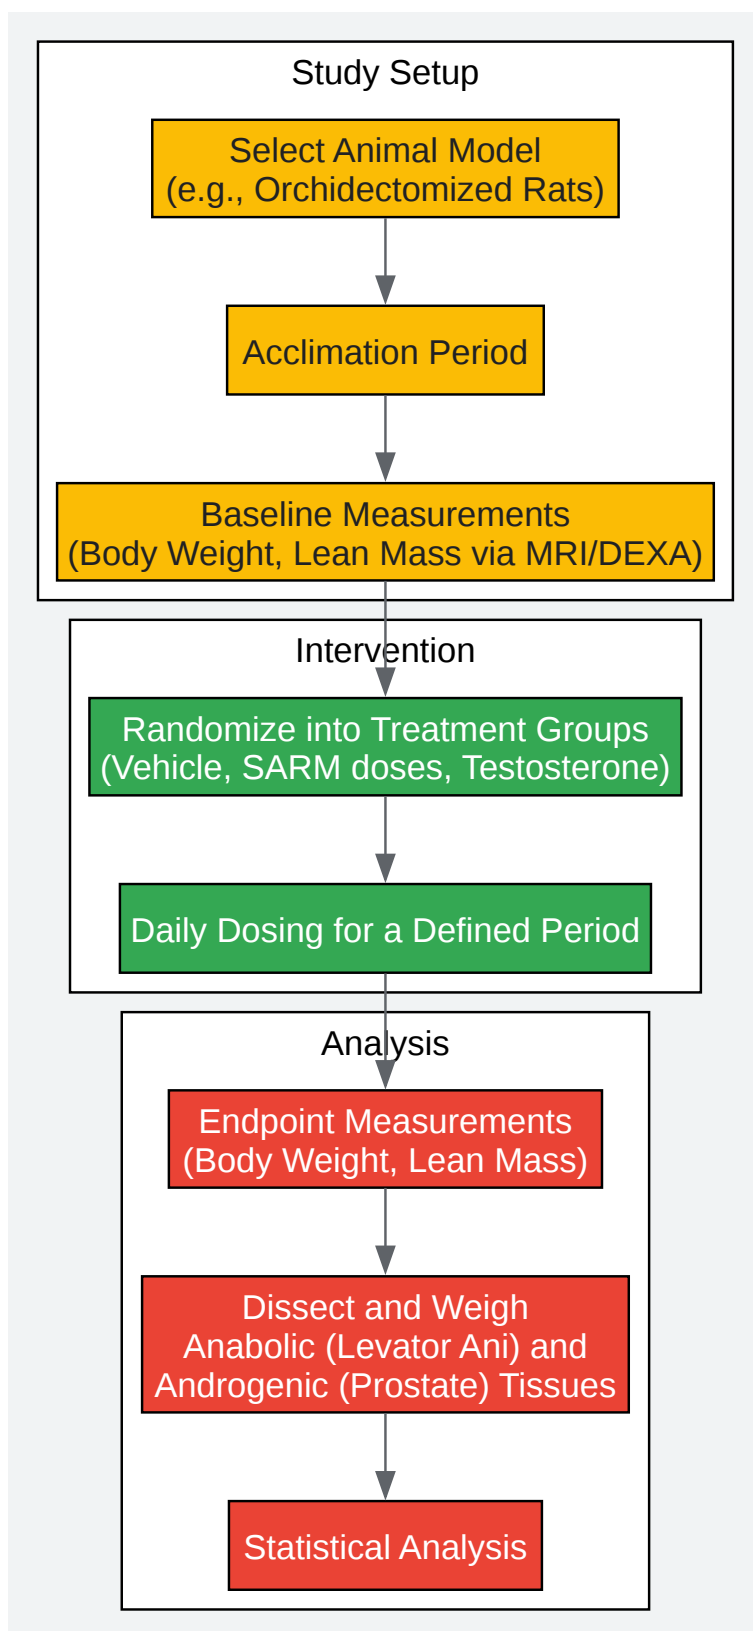 Study Setup
Select Animal Model
(e.g., Orchidectomized Rats)
Acclimation Period
Baseline Measurements
(Body Weight, Lean Mass via MRI/DEXA)
Intervention
Randomize into Treatment Groups
(Vehicle, SARM doses, Testosterone)
Daily Dosing for a Defined Period
Analysis
Endpoint Measurements
(Body Weight, Lean Mass)
Dissect and Weigh
Anabolic (Levator Ani) and
Androgenic (Prostate) Tissues
Statistical Analysis